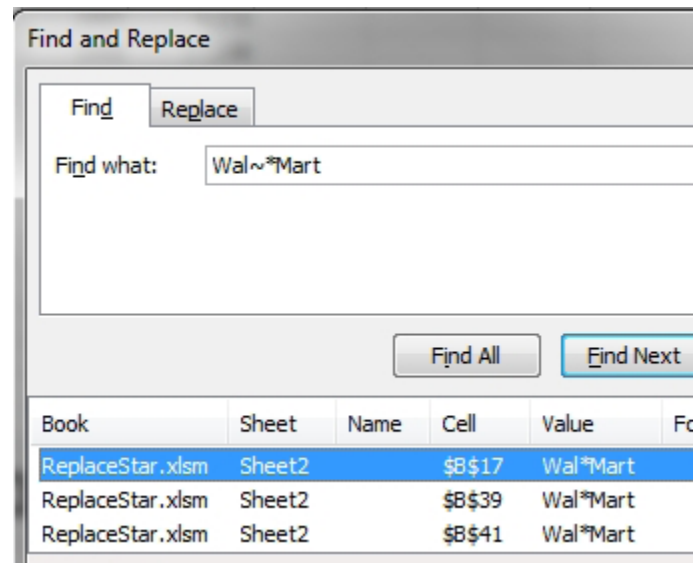 Find and Replace
Find Replace
Find what: Wal~*Mart
Find All Find Next
Book Sheet Name Cell Value Fo
ReplaceStar.xlsm Sheet2 $B$17 Wal*Mart
ReplaceStar.xlsm Sheet2 $B$39 Wal*Mart
ReplaceStar.xlsm Sheet2 $B$41 Wal*Mart